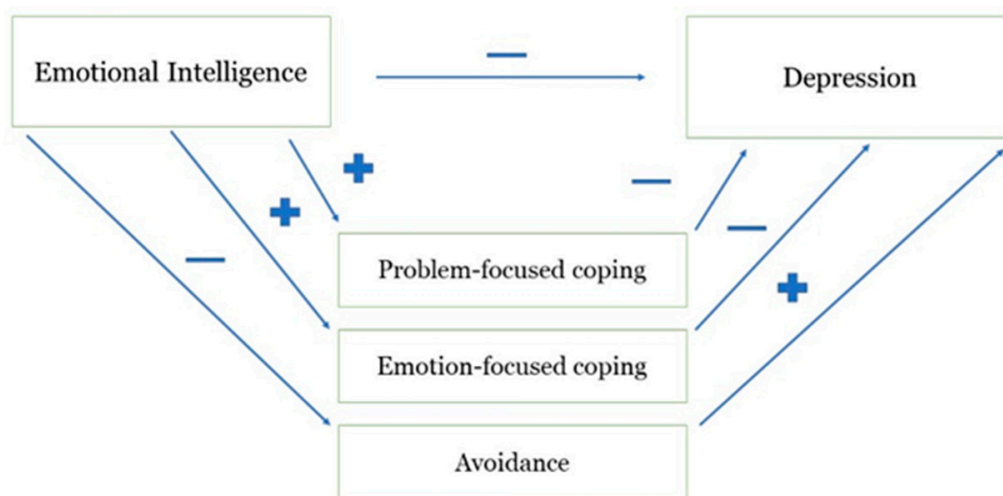 Emotional Intelligence
Depression
Problem-focused coping
Emotion-focused coping
Avoidance